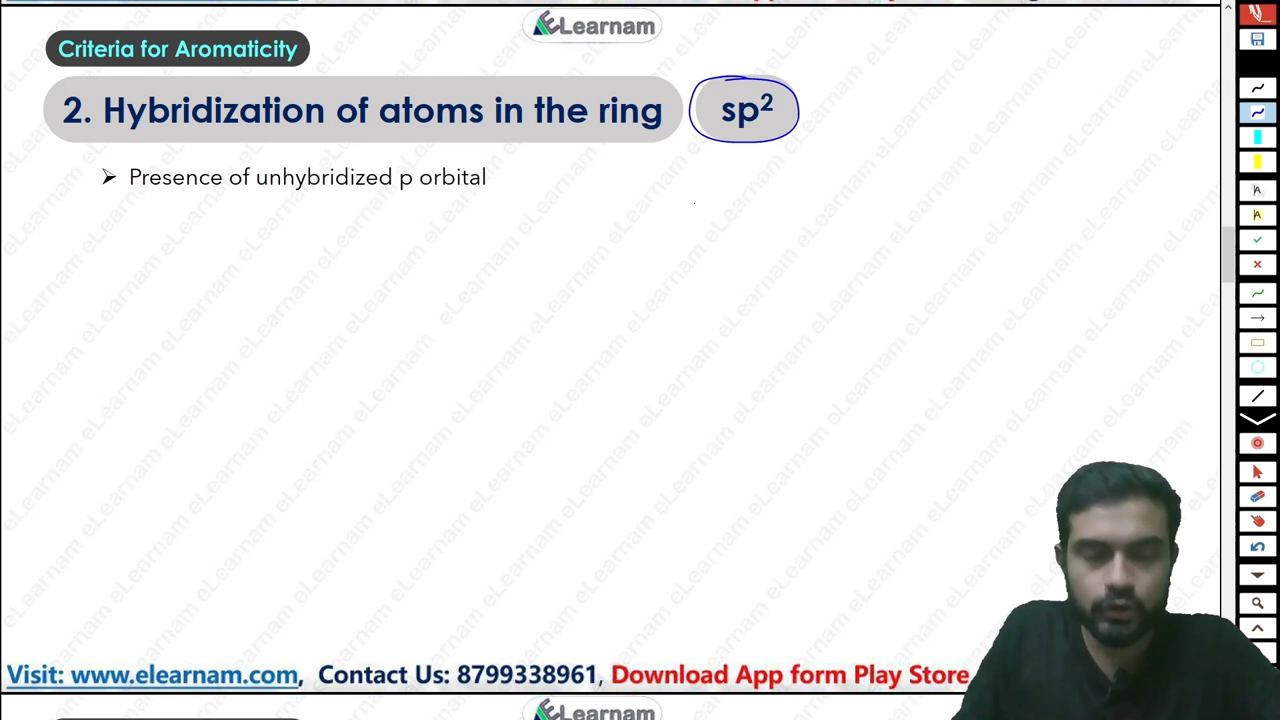 ELearnam
Criteria for Aromaticity
2. Hybridization of atoms in the ring sp²
➢ Presence of unhybridized p orbital
Visit: www.elearnam.com, Contact Us: 8799338961, Download App form Play Store
ELearnam